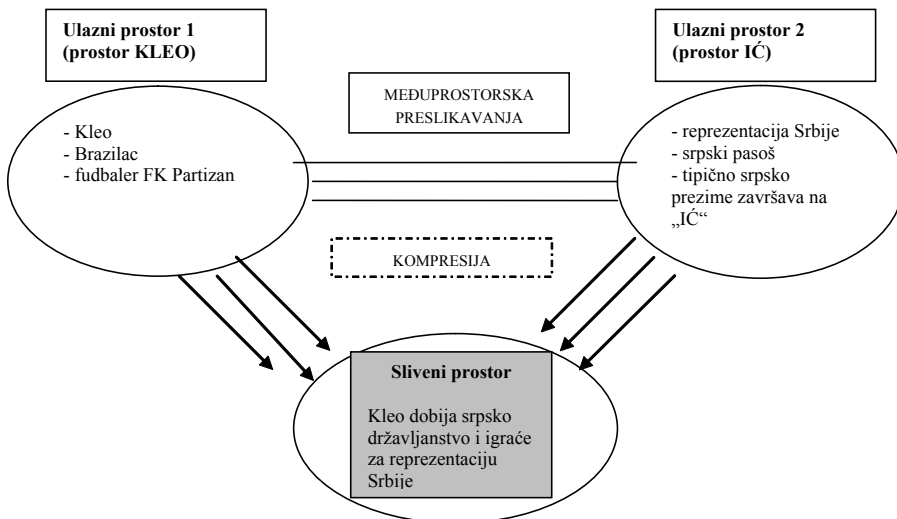 Ulazni prostor 1
(prostor KLEO)
Ulazni prostor 2
(prostor IĆ)
MEĐUPROSTORSKA
PRESLIKAVANJA
- Kleo
- Brazilac
- fudbaler FK Partizan
- reprezentacija Srbije
- srpski pasoš
- tipično srpsko
prezime završava na
„IĆ“
KOMPRESIJA
Sliveni prostor
Kleo dobija srpsko
državljanstvo i igraće
za reprezentaciju
Srbije